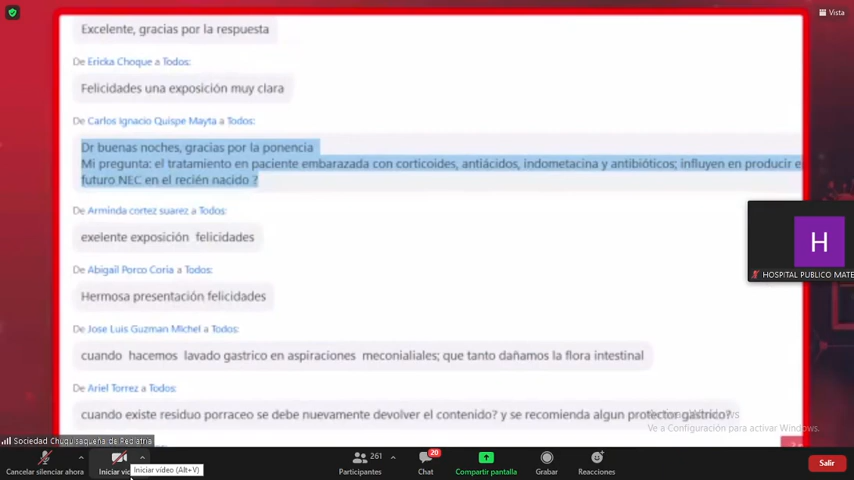 Vista
Excelente, gracias por la respuesta
De Ericka Choque a Todos:
Felicidades una exposición muy clara
De Carlos Ignacio Quispe Mayta a Todos:
Dr buenas noches, gracias por la ponencia
Mi pregunta: el tratamiento en paciente embarazada con corticoides, antiácidos, indometacina y antibióticos; influyen en producir e
futuro NEC en el recién nacido ?
De Arminda cortez suarez a Todos:
exelente exposición felicidades
De Abigail Porco Coria a Todos:
Hermosa presentación felicidades
H
HOSPITAL PUBLICO MATE
De Jose Luis Guzman Michel a Todos:
cuando hacemos lavado gastrico en aspiraciones meconialiales; que tanto dañamos la flora intestinal
De Ariel Torrez a Todos:
cuando existe residuo porraceo se debe nuevamente devolver el contenido? y se recomienda algun protector gastrico?
Ve a Configuración para activar Windows.
Sociedad Chuquisaqueña de Pediatria
Cancelar silenciar ahora
Iniciar ví
Iniciar vídeo (Alt+V)
261
Participantes
20
Chat
Compartir pantalla
Grabar
Reacciones
Salir